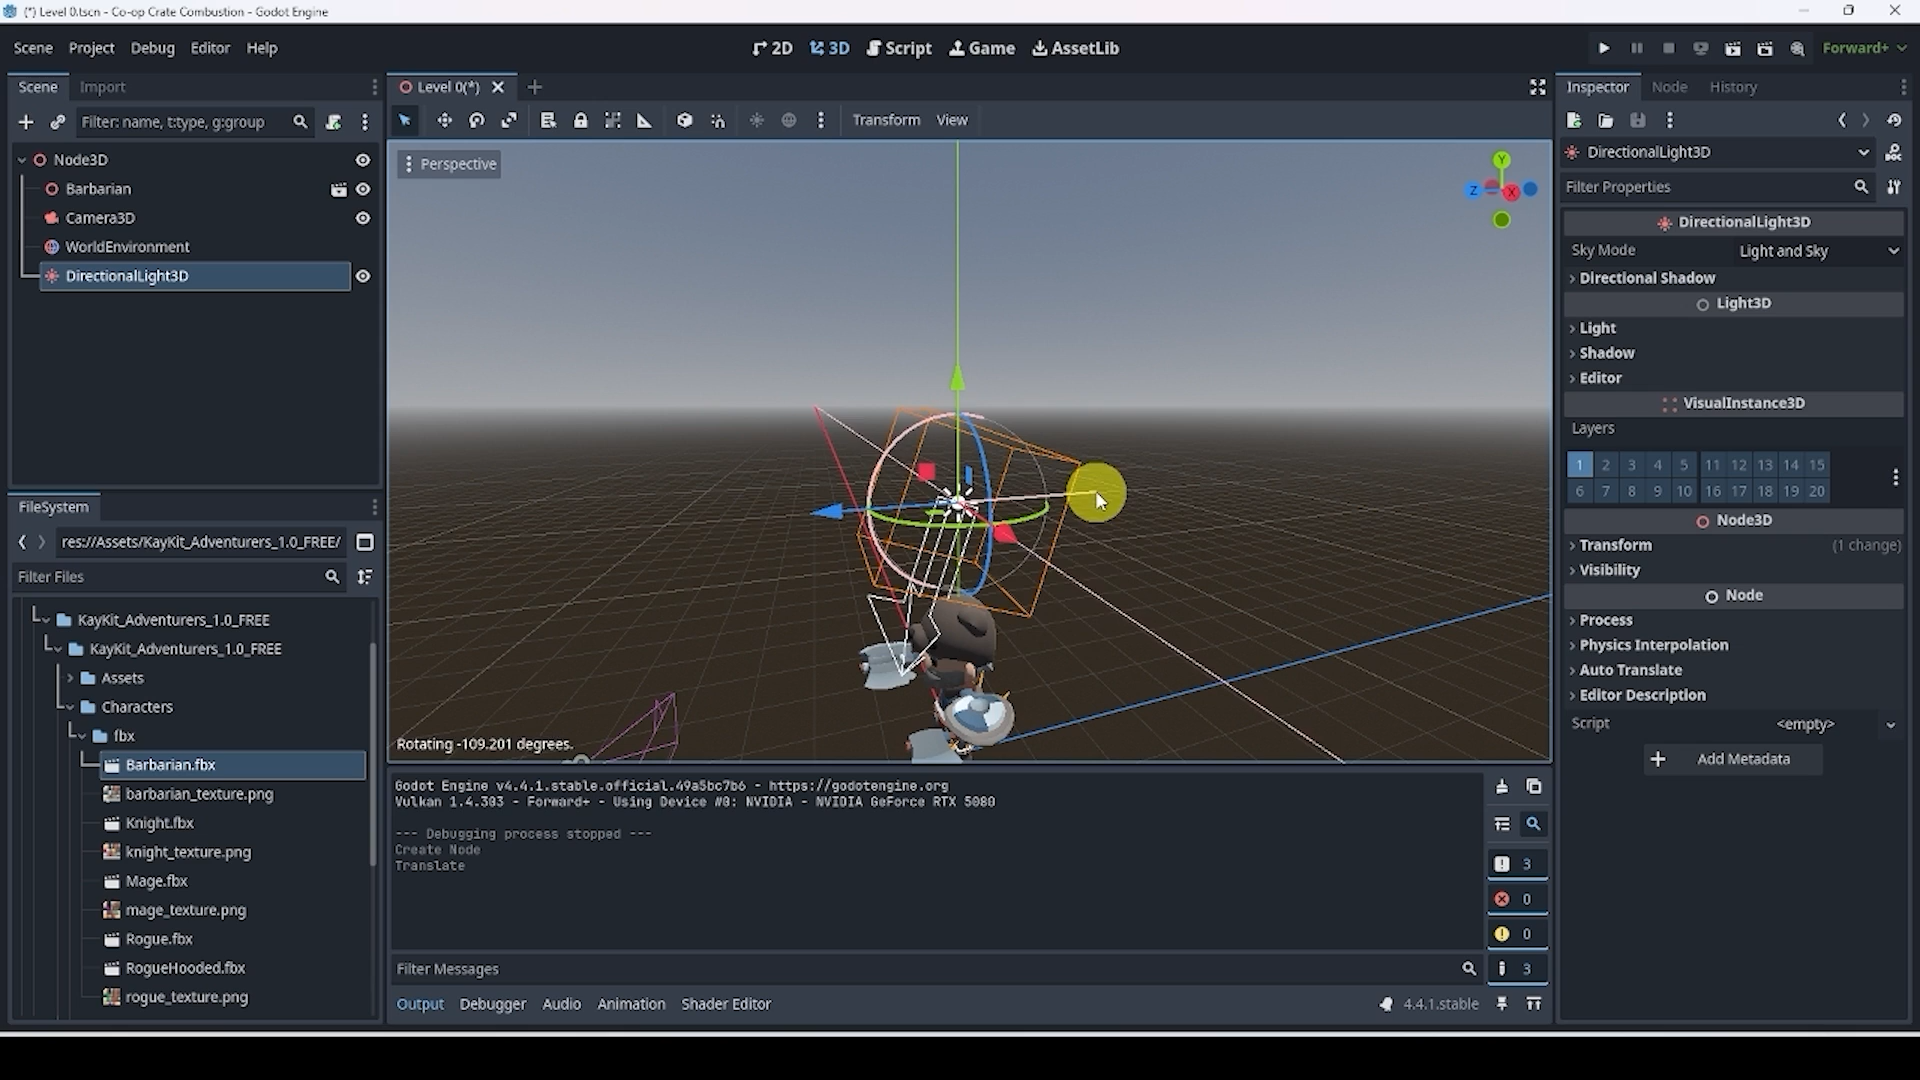 (*) Level 0.tscn - Co-op Crate Combustion - Godot Engine
Scene Project Debug Editor Help
2D 3D Script Game AssetLib
Forward+
Scene Import
Level 0(*)
Inspector Node History
Filter: name, t:type, g:group
Transform View
DirectionalLight3D
Node3D
Barbarian
Camera3D
WorldEnvironment
DirectionalLight3D
Perspective
Y
Z
X
Rotating -109.201 degrees.
Filter Properties
DirectionalLight3D
Sky Mode Light and Sky
Directional Shadow
Light3D
Light
Shadow
Editor
VisualInstance3D
Layers
1 2 3 4 5 11 12 13 14 15
6 7 8 9 10 16 17 18 19 20
Node3D
Transform (1 change)
Visibility
Node
Process
Physics Interpolation
Auto Translate
Editor Description
Script <empty>
Add Metadata
FileSystem
res://Assets/KayKit_Adventurers_1.0_FREE/
Filter Files
KayKit_Adventurers_1.0_FREE
KayKit_Adventurers_1.0_FREE
Assets
Characters
fbx
Barbarian.fbx
barbarian_texture.png
Knight.fbx
knight_texture.png
Mage.fbx
mage_texture.png
Rogue.fbx
RogueHooded.fbx
rogue_texture.png
Godot Engine v4.4.1.stable.official.49a5bc7b6 - https://godotengine.org
Vulkan 1.4.303 - Forward+ - Using Device #0: NVIDIA - NVIDIA GeForce RTX 5080
--- Debugging process stopped ---
Create Node
Translate
3
0
0
3
Filter Messages
Output Debugger Audio Animation Shader Editor
4.4.1.stable